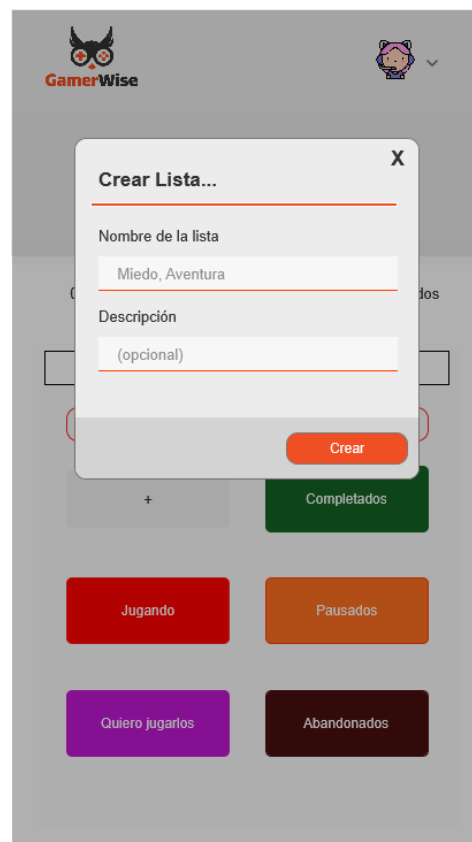 GamerWise
X
Crear Lista...
Nombre de la lista
Miedo, Aventura
Descripción
(opcional)
Crear
+
Completados
Jugando
Pausados
Quiero jugarlos
Abandonados